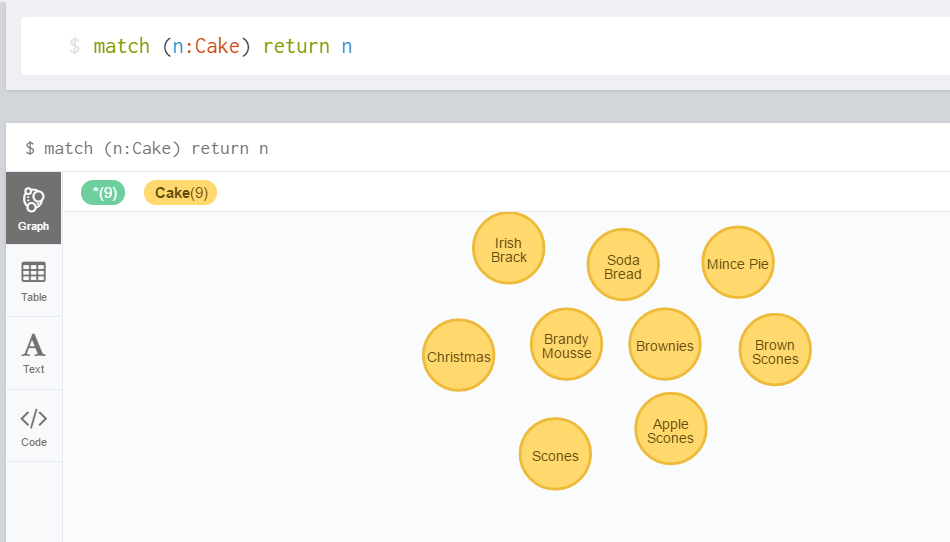 $ match (n:Cake) return n
$ match (n:Cake) return n
*(9) Cake(9)
Graph
Table
Text
Code
Irish
Brack
Soda
Bread
Mince Pie
Christmas
Brandy
Mousse
Brownies
Brown
Scones
Scones
Apple
Scones